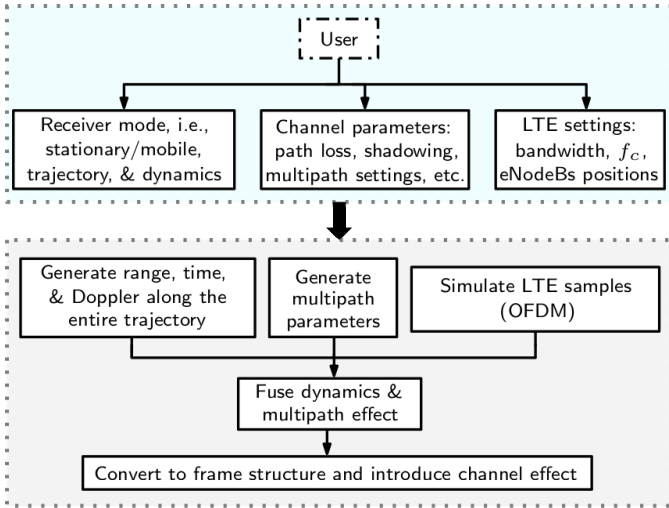 User
Receiver mode, i.e.,
stationary/mobile,
trajectory, & dynamics
Channel parameters:
path loss, shadowing,
multipath settings, etc.
LTE settings:
bandwidth, f_c,
eNodeBs positions
Generate range, time,
& Doppler along the
entire trajectory
Generate
multipath
parameters
Simulate LTE samples
(OFDM)
Fuse dynamics &
multipath effect
Convert to frame structure and introduce channel effect